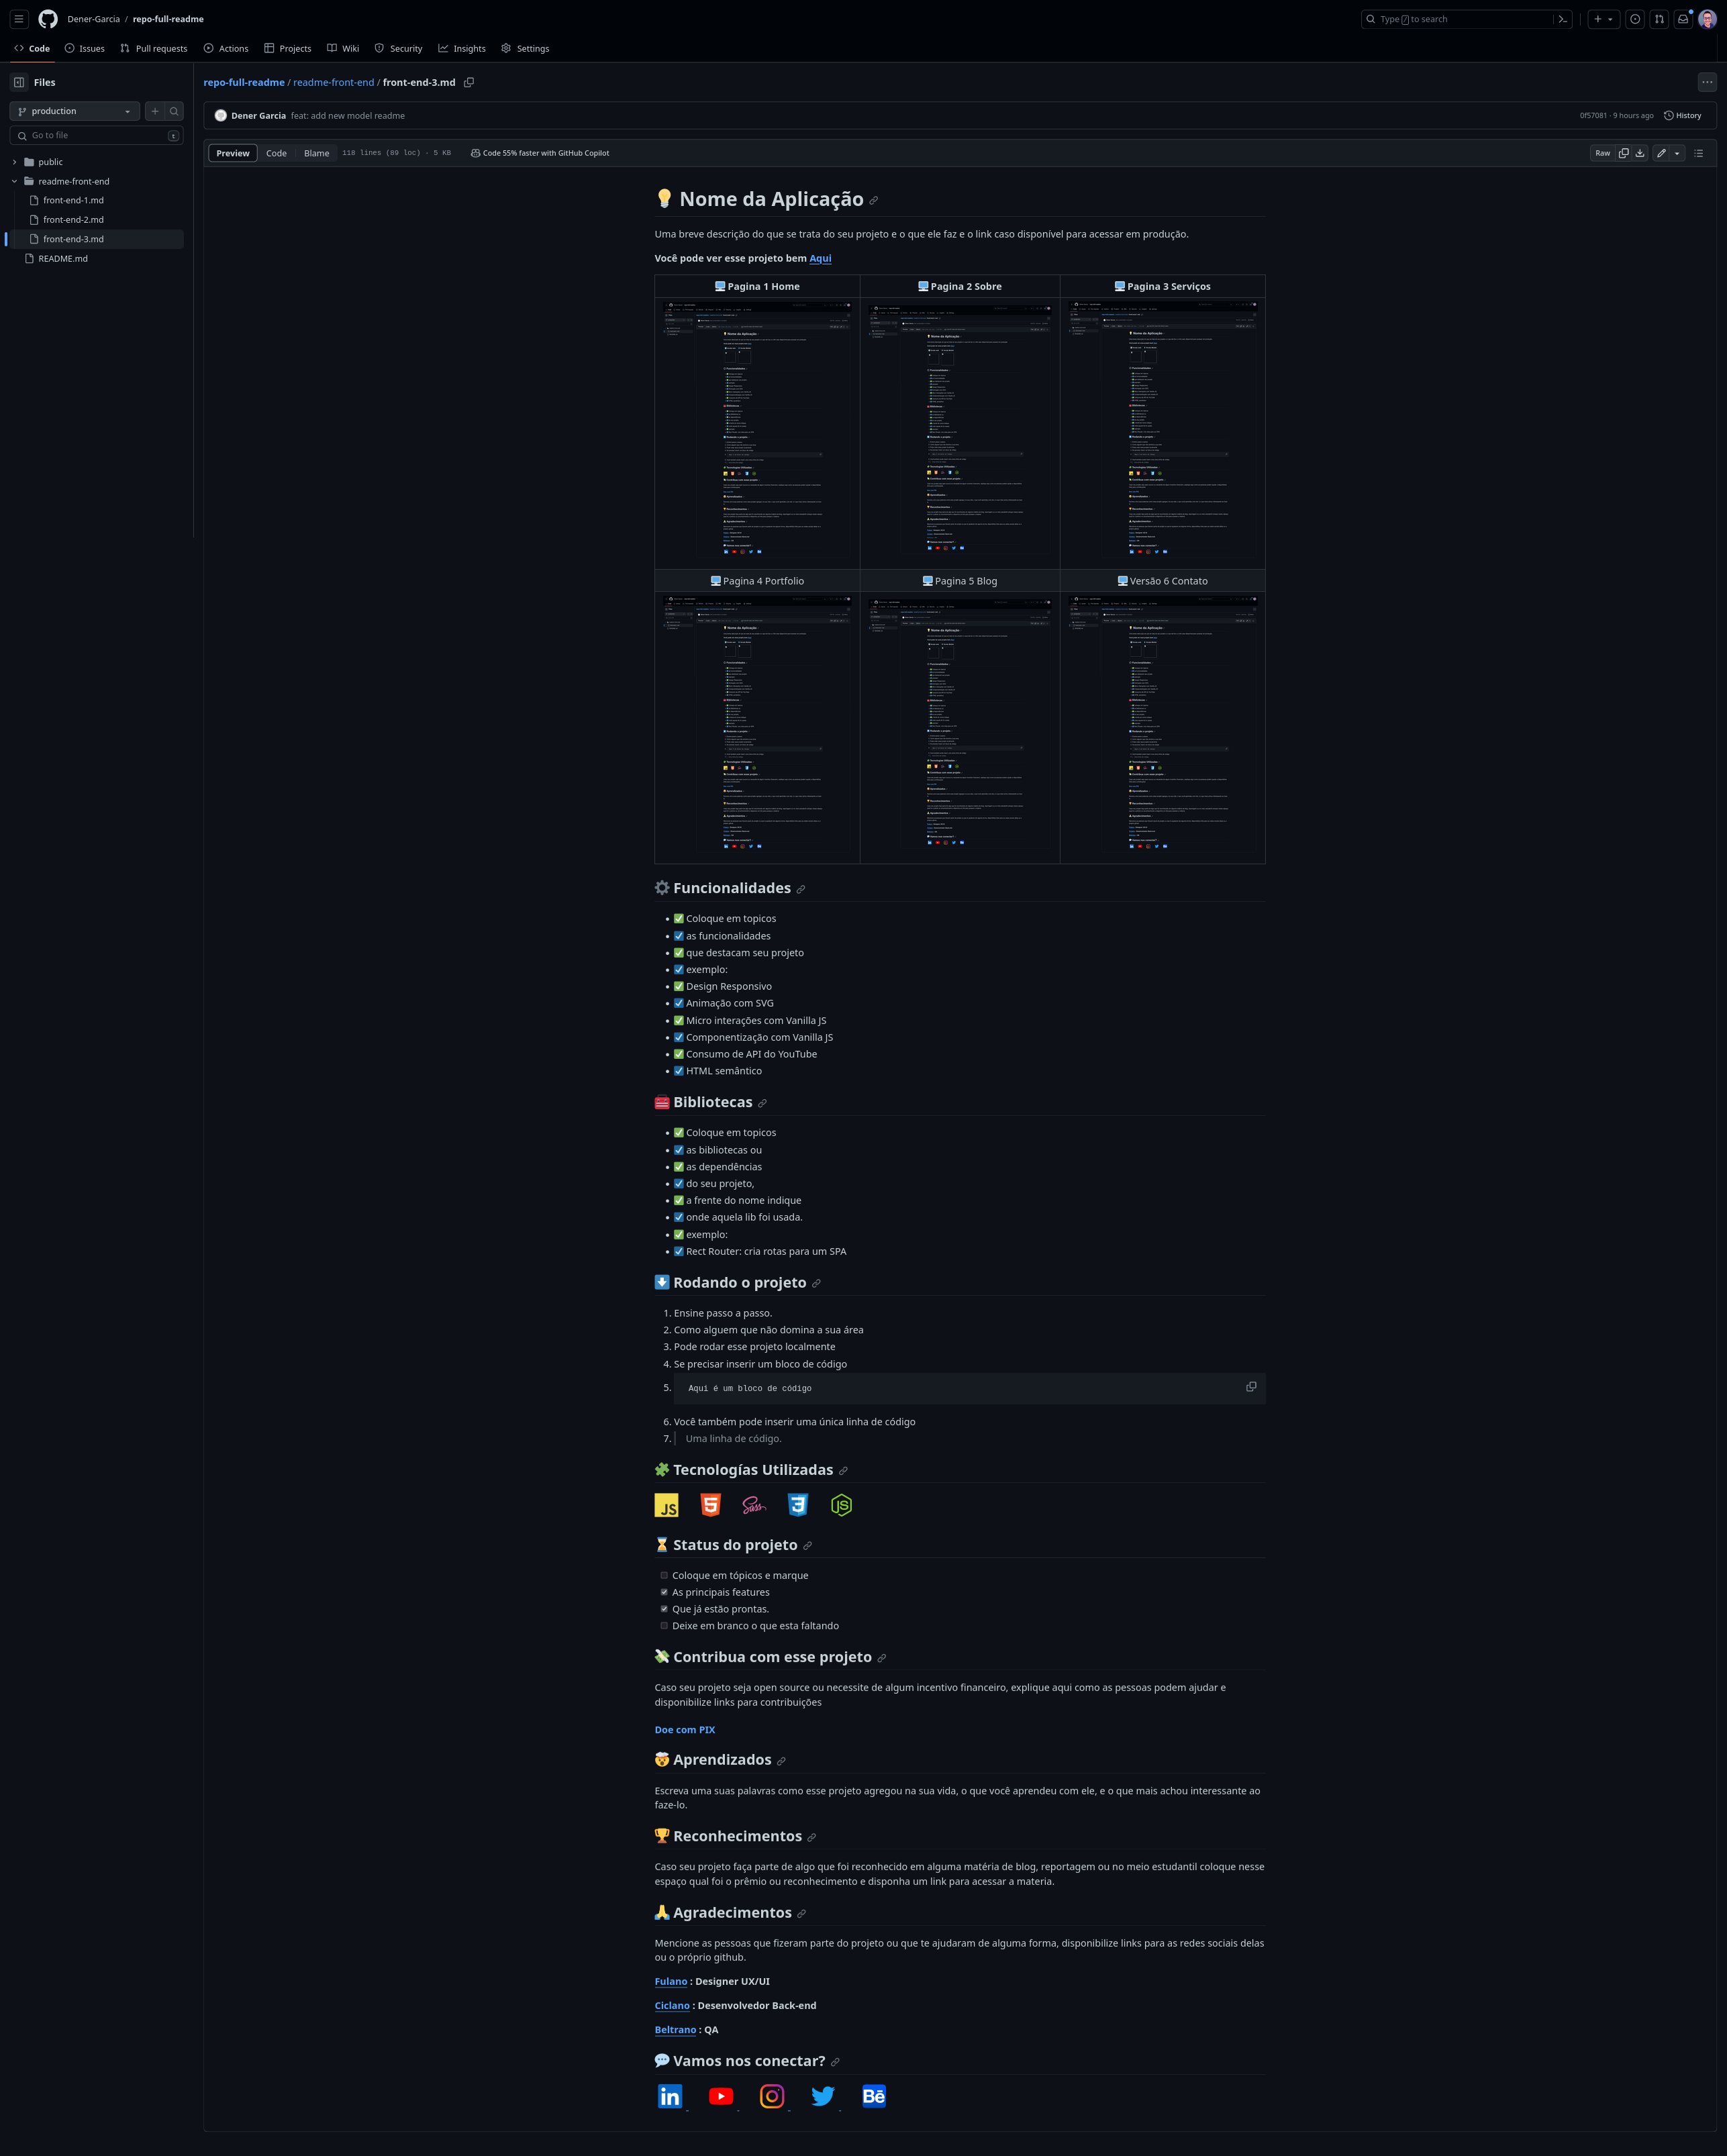 Dener-Garcia / repo-full-readme
Type / to search
Code Issues Pull requests Actions Projects Wiki Security Insights Settings
Files
production
Go to file
t
public
readme-front-end
front-end-1.md
front-end-2.md
front-end-3.md
README.md
repo-full-readme / readme-front-end / front-end-3.md
Dener Garcia feat: add new model readme
0f57081 · 9 hours ago History
Preview Code Blame 118 lines (89 loc) · 5 KB Code 55% faster with GitHub Copilot
Raw
Nome da Aplicação
Uma breve descrição do que se trata do seu projeto e o que ele faz e o link caso disponível para acessar em produção.
Você pode ver esse projeto bem Aqui
Pagina 1 Home Pagina 2 Sobre Pagina 3 Serviços
Pagina 4 Portfolio Pagina 5 Blog Versão 6 Contato
Funcionalidades
Coloque em topicos
as funcionalidades
que destacam seu projeto
exemplo:
Design Responsivo
Animação com SVG
Micro interações com Vanilla JS
Componentização com Vanilla JS
Consumo de API do YouTube
HTML semântico
Bibliotecas
Coloque em topicos
as bibliotecas ou
as dependências
do seu projeto,
a frente do nome indique
onde aquela lib foi usada.
exemplo:
Rect Router: cria rotas para um SPA
Rodando o projeto
1. Ensine passo a passo.
2. Como alguem que não domina a sua área
3. Pode rodar esse projeto localmente
4. Se precisar inserir um bloco de código
5. Aqui é um bloco de código
6. Você também pode inserir uma única linha de código
7. Uma linha de código.
Tecnologías Utilizadas
JS 5 Sass 3 JS
Status do projeto
Coloque em tópicos e marque
As principais features
Que já estão prontas.
Deixe em branco o que esta faltando
Contribua com esse projeto
Caso seu projeto seja open source ou necessite de algum incentivo financeiro, explique aqui como as pessoas podem ajudar e
disponibilize links para contribuições
Doe com PIX
Aprendizados
Escreva uma suas palavras como esse projeto agregou na sua vida, o que você aprendeu com ele, e o que mais achou interessante ao
faze-lo.
Reconhecimentos
Caso seu projeto faça parte de algo que foi reconhecido em alguma matéria de blog, reportagem ou no meio estudantil coloque nesse
espaço qual foi o prêmio ou reconhecimento e disponha um link para acessar a materia.
Agradecimentos
Mencione as pessoas que fizeram parte do projeto ou que te ajudaram de alguma forma, disponibilize links para as redes sociais delas
ou o próprio github.
Fulano : Designer UX/UI
Ciclano : Desenvolvedor Back-end
Beltrano : QA
Vamos nos conectar?
in Bē